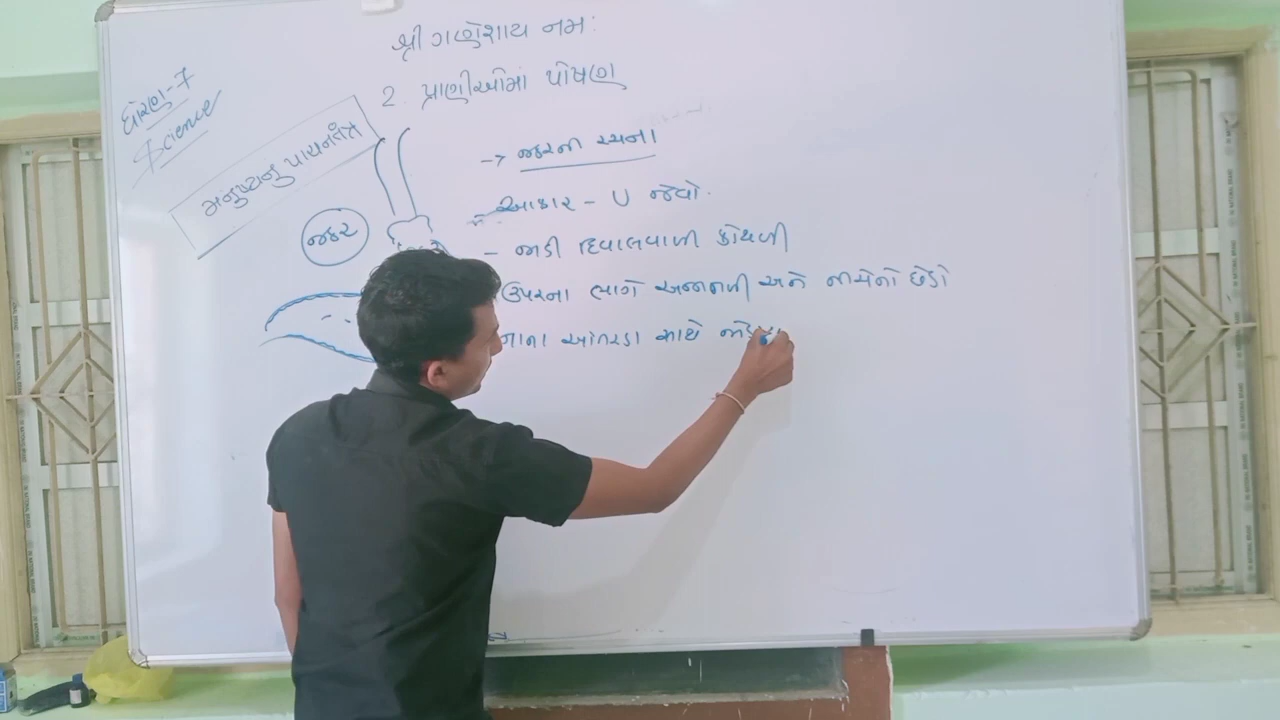 શ્રી ગણેશાય નમઃ
ધોરણ-7
Science
2. પ્રાણીઓમાં પોષણ
મનુષ્યનું પાચનતંત્ર
→ જઠરની રચના
જઠર
આકાર - U જેવો.
- જાડી દિવાલવાળી કોથળી
ઉપરના ભાગે અન્નનળી અને નીચેનો છેડો
નાના આંતરડા સાથે